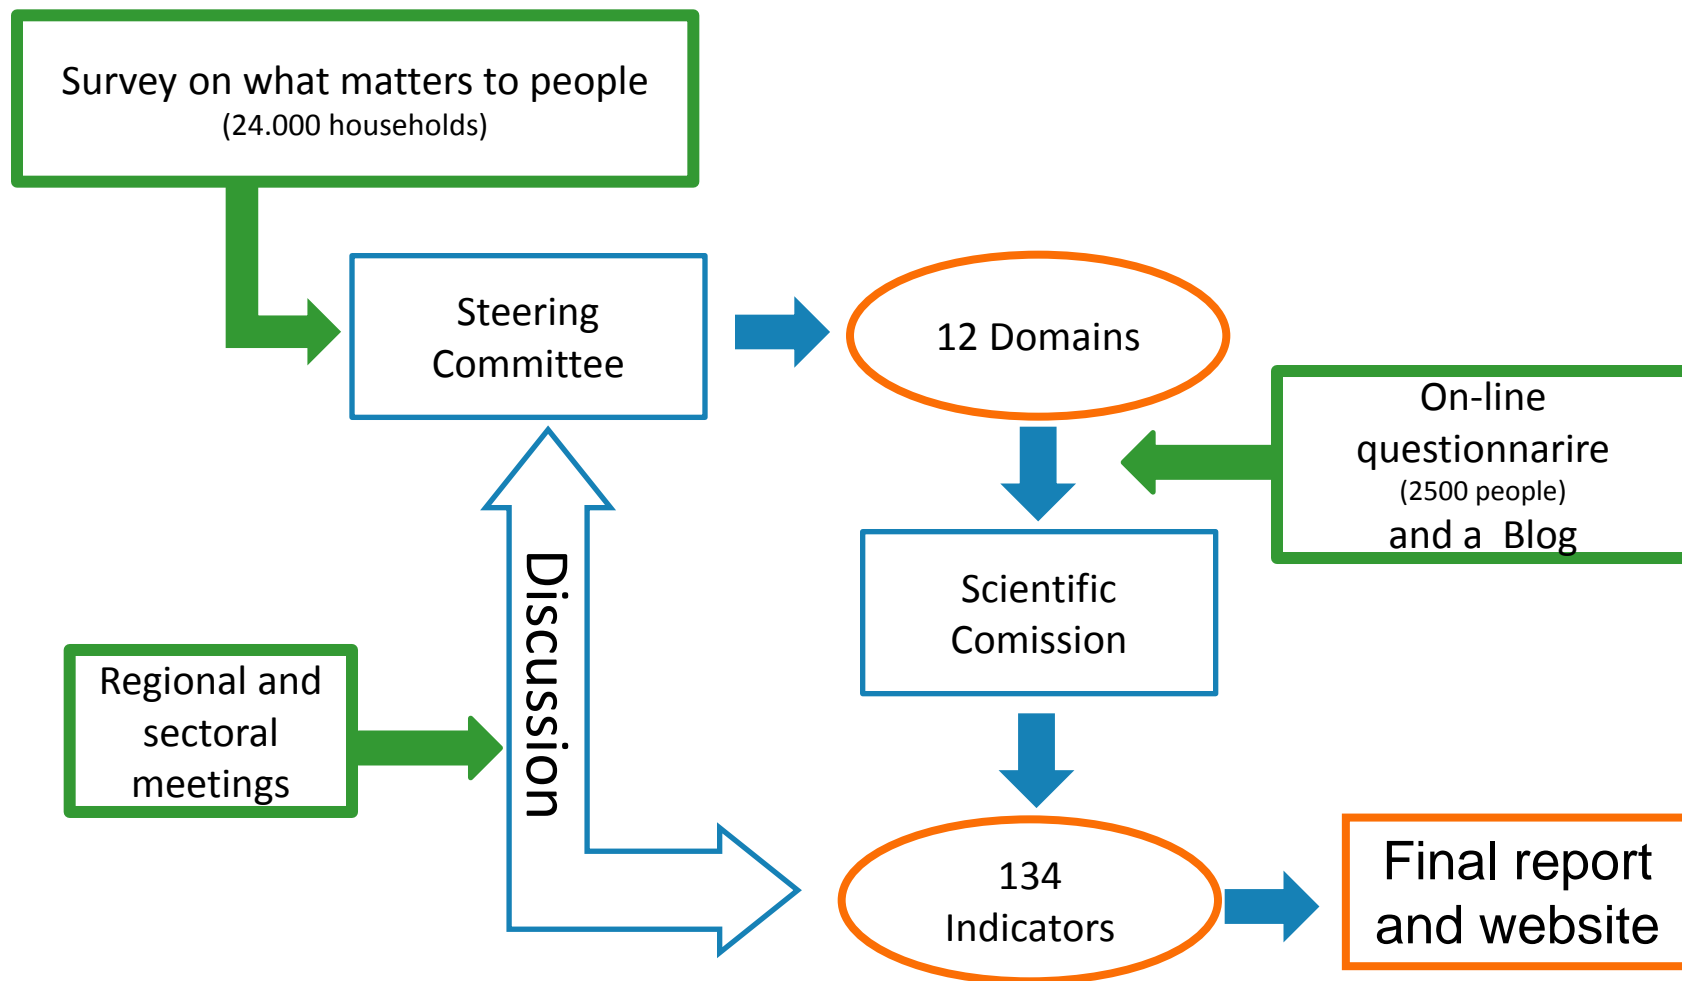 Survey on what matters to people
(24.000 households)
Steering
Committee
12 Domains
On-line
questionnarire
(2500 people)
and a Blog
Scientific
Comission
Discussion
Regional and
sectoral
meetings
134
Indicators
Final report
and website